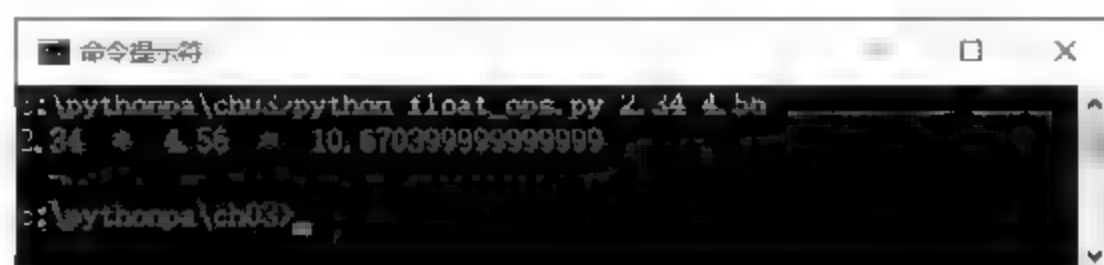 命令提示符
c:\pythonpa\ch03>python float_ops.py 2.34 4.56
2.34 * 4.56 = 10.670399999999999
c:\pythonpa\ch03>